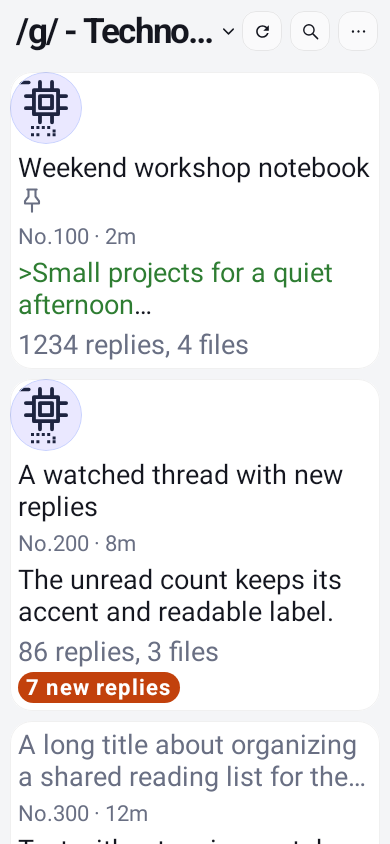 /g/ - Techno...
Weekend workshop notebook
No.100 · 2m
>Small projects for a quiet
afternoon…
1234 replies, 4 files
A watched thread with new
replies
No.200 · 8m
The unread count keeps its
accent and readable label.
86 replies, 3 files
7 new replies
A long title about organizing
a shared reading list for the…
No.300 · 12m